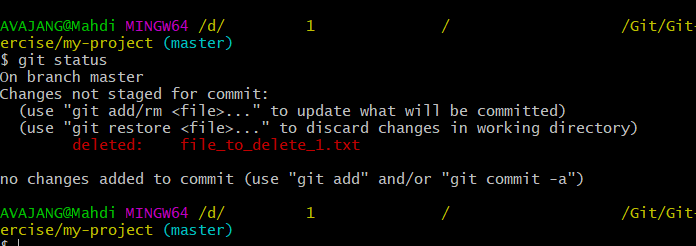 AVAJANG@Mahdi MINGW64 /d/ 1 / /Git/Git-
ercise/my-project (master)
$ git status
On branch master
Changes not staged for commit:
  (use "git add/rm <file>..." to update what will be committed)
  (use "git restore <file>..." to discard changes in working directory)
        deleted:    file_to_delete_1.txt

no changes added to commit (use "git add" and/or "git commit -a")

AVAJANG@Mahdi MINGW64 /d/ 1 / /Git/Git-
ercise/my-project (master)
$